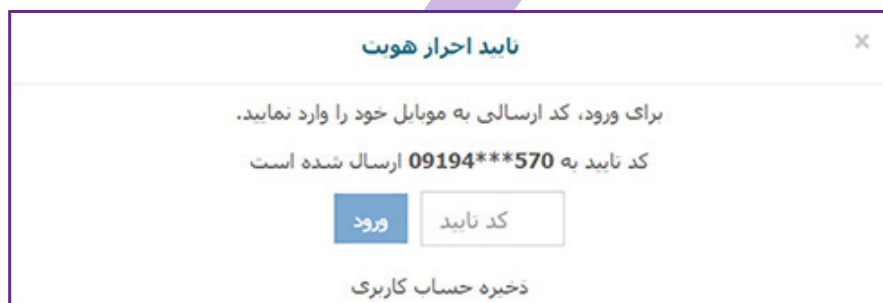 تایید احراز هویت
×
برای ورود، کد ارسالی به موبایل خود را وارد نمایید.
کد تایید به 570***09194 ارسال شده است
کد تایید ورود
ذخیره حساب کاربری